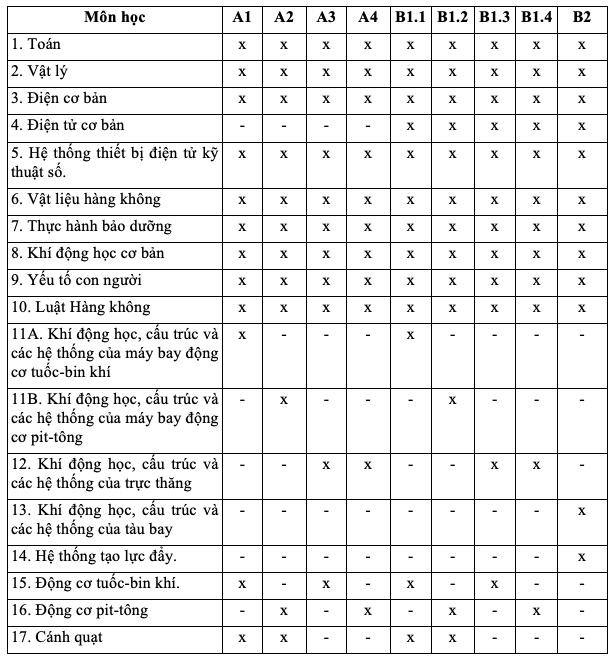 Môn học A1 A2 A3 A4 B1.1 B1.2 B1.3 B1.4 B2
1. Toán x x x x x x x x x
2. Vật lý x x x x x x x x x
3. Điện cơ bản x x x x x x x x x
4. Điện tử cơ bản - - - - x x x x x
5. Hệ thống thiết bị điện tử kỹ x x x x x x x x x
thuật số.
6. Vật liệu hàng không x x x x x x x x x
7. Thực hành bảo dưỡng x x x x x x x x x
8. Khí động học cơ bản x x x x x x x x x
9. Yếu tố con người x x x x x x x x x
10. Luật Hàng không x x x x x x x x x
11A. Khí động học, cấu trúc và x - - - x - - - -
các hệ thống của máy bay động
cơ tuốc-bin khí
11B. Khí động học, cấu trúc và - x - - - x - - -
các hệ thống của máy bay động
cơ pit-tông
12. Khí động học, cấu trúc và - - x x - - x x -
các hệ thống của trực thăng
13. Khí động học, cấu trúc và - - - - - - - - x
các hệ thống của tàu bay
14. Hệ thống tạo lực đẩy. - - - - - - - - x
15. Động cơ tuốc-bin khí. x - x - x - x - -
16. Động cơ pit-tông - x - x - x - x -
17. Cánh quạt x x - - x x - - -